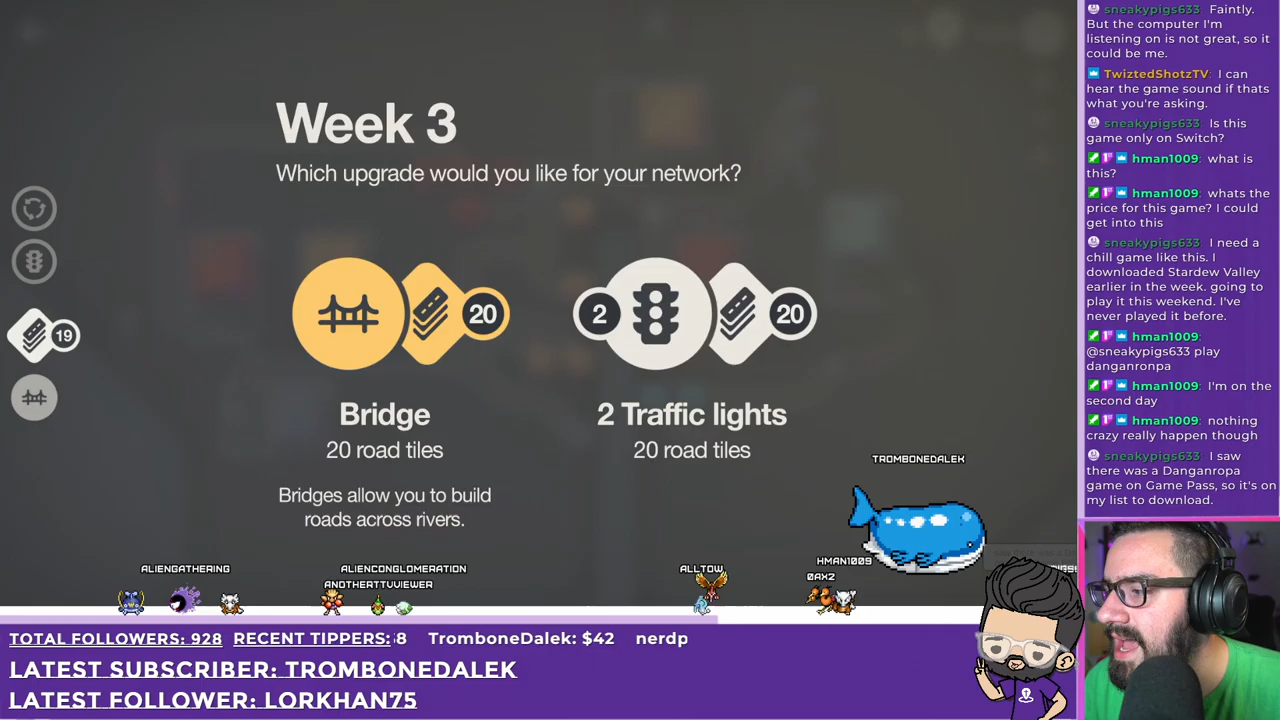 Week 3
Which upgrade would you like for your network?
20
2
20
19
Bridge
2 Traffic lights
20 road tiles
20 road tiles
Bridges allow you to build
roads across rivers.
TROMBONEDALEK
ALIENGATHERING
ALIENCONGLOMERATION
ANOTHERTTVVIEWER
ALLTOW
HMAN1009
0AX2
TOTAL FOLLOWERS: 928 RECENT TIPPERS: 8 TromboneDalek: $42 nerdp
LATEST SUBSCRIBER: TROMBONEDALEK
LATEST FOLLOWER: LORKHAN75
sneakypigs633 Faintly.
But the computer I'm
listening on is not great, so it
could be me.
TwiztedShotzTV: I can
hear the game sound if thats
what you're asking.
sneakypigs633 Is this
game only on Switch?
hman1009: what is
this?
hman1009: whats the
price for this game? I could
get into this
sneakypigs633 I need a
chill game like this. I
downloaded Stardew Valley
earlier in the week. going to
play it this weekend. I've
never played it before.
hman1009:
@sneakypigs633 play
danganronpa
hman1009: I'm on the
second day
hman1009: nothing
crazy really happen though
sneakypigs633 I saw
there was a Danganropa
game on Game Pass, so it's on
my list to download.